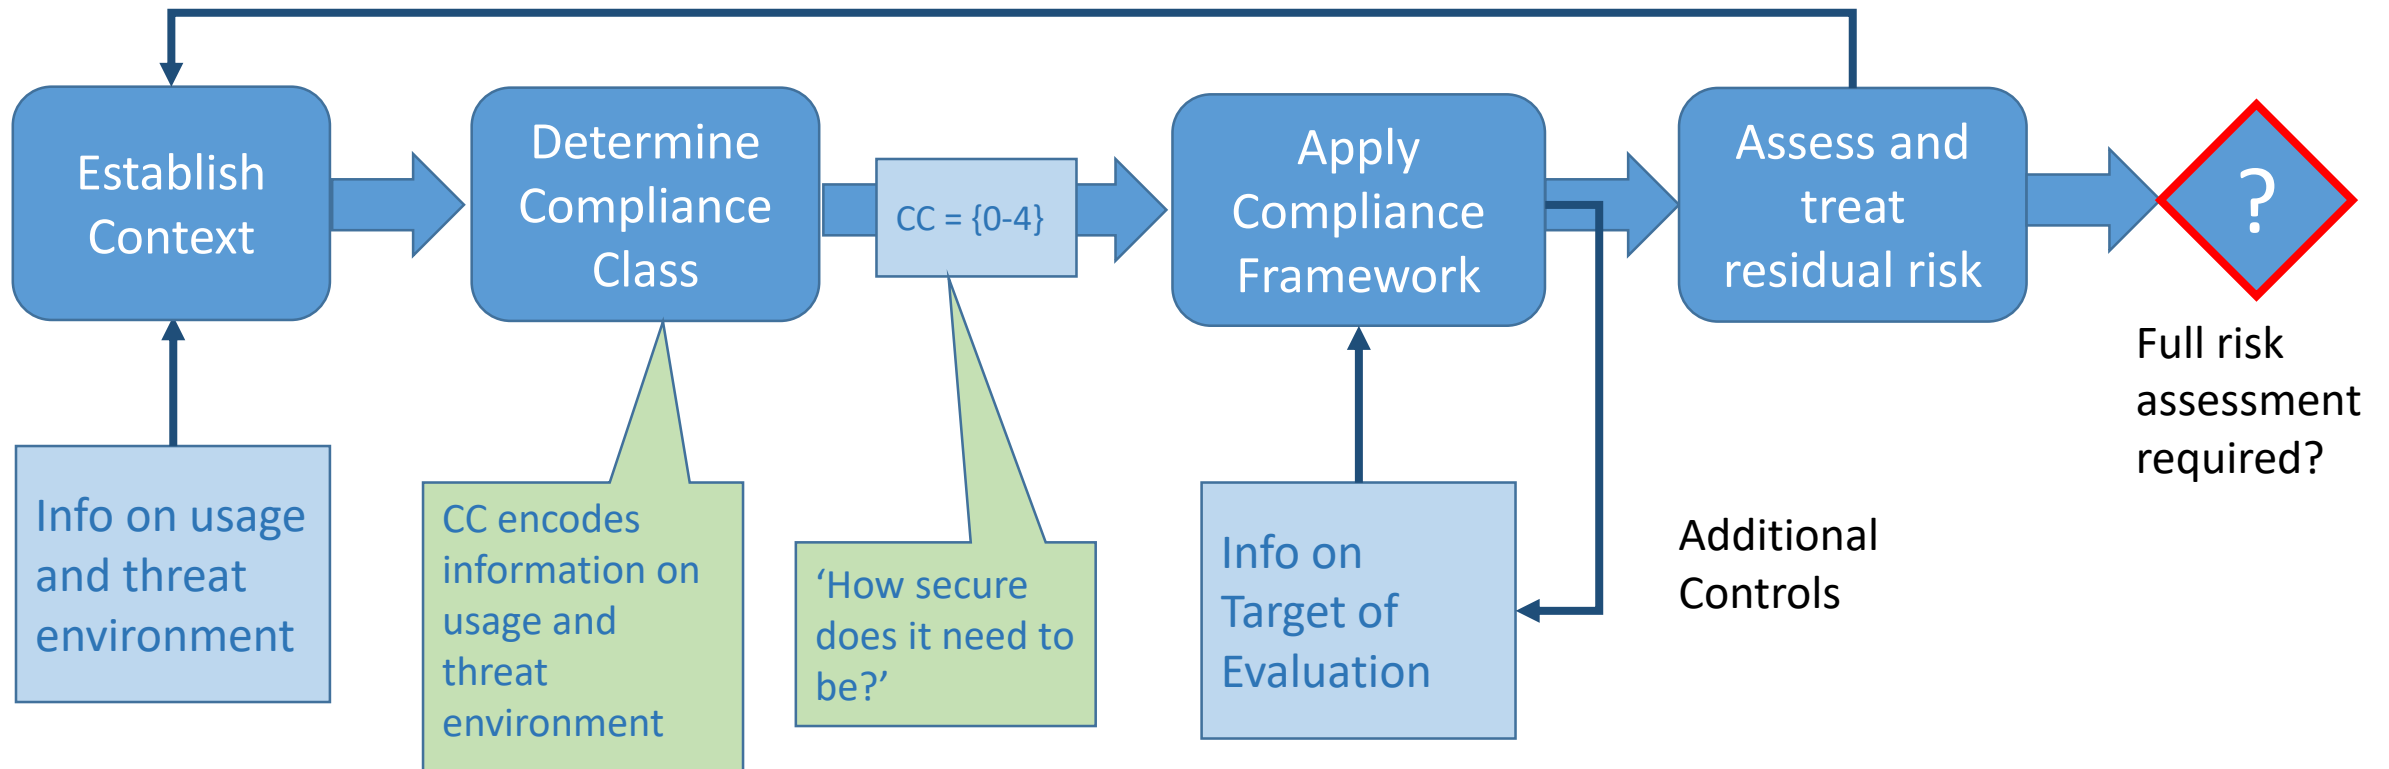 Establish
Context
Determine
Compliance
Class
CC = {0-4}
Apply
Compliance
Framework
Assess and
treat
residual risk
?
Full risk
assessment
required?
Info on usage
and threat
environment
CC encodes
information on
usage and
threat
environment
‘How secure
does it need to
be?’
Info on
Target of
Evaluation
Additional
Controls